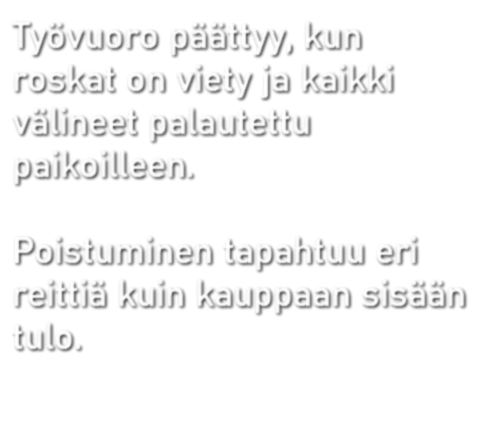 Työvuoro päättyy, kun
roskat on viety ja kaikki
välineet palautettu
paikoilleen.
Poistuminen tapahtuu eri
reittiä kuin kauppaan sisään
tulo.